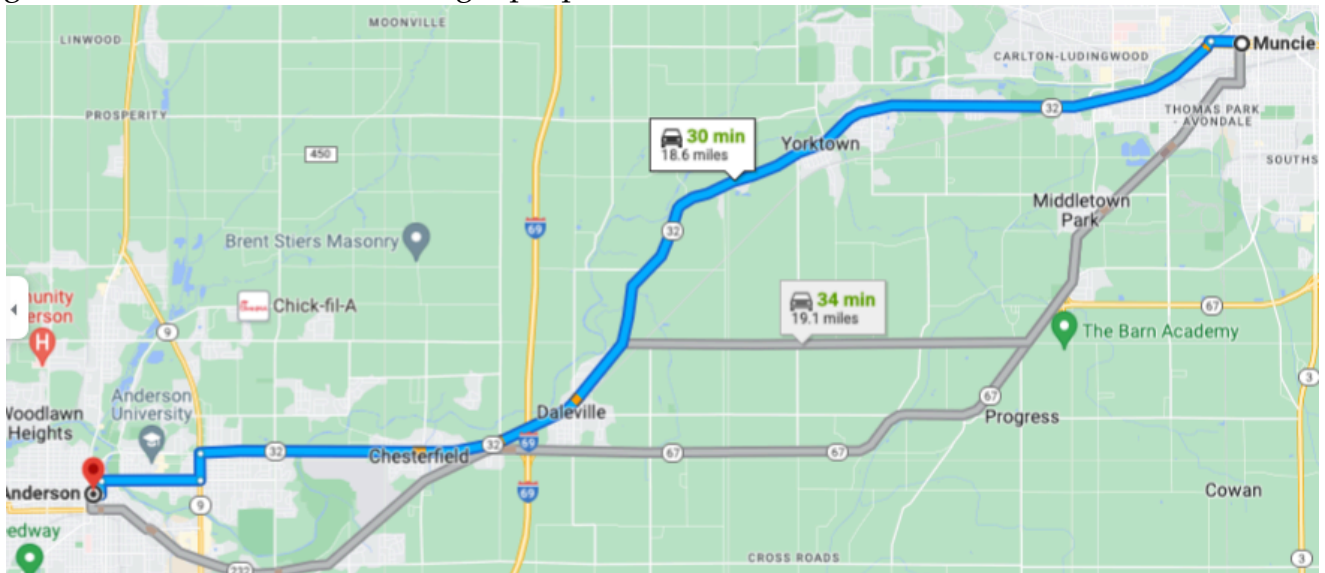 MOONVILLE
LINWOOD
Muncie
CARLTON-LUDINGWOOD
PROSPERITY
32
THOMAS PARK
- AVONDALE
30 min
18.6 miles
Yorktown
450
SOUTHS
Middletown
Park
69
32
Brent Stiers Masonry
34 min
19.1 miles
unity
erson
H
Chick-fil-A
67
9
The Barn Academy
3
Anderson
University
Woodlawn
Heights
Daleville
67
Progress
32
32
69
Chesterfield
67
67
Anderson
9
69
Cowan
edway
232
CROSS ROADS
3